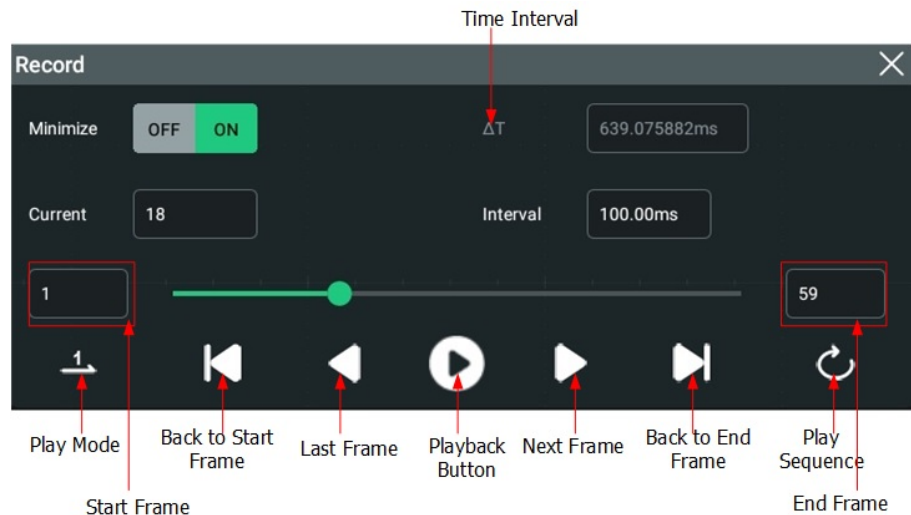 Time Interval
Record
Minimize OFF ON ΔT 639.075882ms
Current 18 Interval 100.00ms
1 59
1
Play Mode Back to Start Frame Last Frame Playback Button Next Frame Back to End Frame Play Sequence
Start Frame End Frame